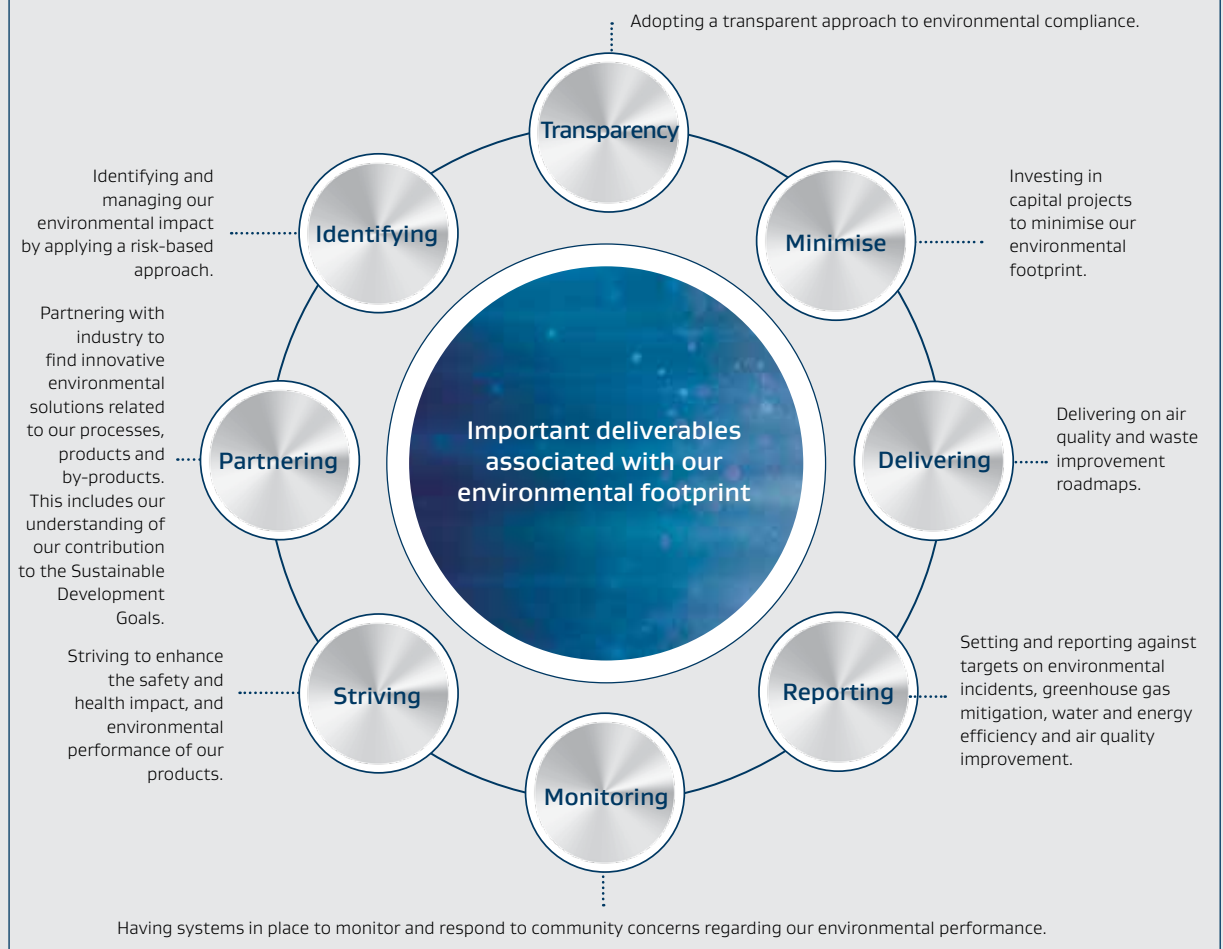 Adopting a transparent approach to environmental compliance.
Transparency
Identifying and
managing our
environmental impact
by applying a risk-based
approach.
Identifying
Minimise
Investing in
capital projects
to minimise our
environmental
footprint.
Partnering with
industry to
find innovative
environmental
solutions related
to our processes,
products and
by-products.
This includes our
understanding of
our contribution
to the Sustainable
Development
Goals.
Partnering
Important deliverables
associated with our
environmental footprint
Delivering
Delivering on air
quality and waste
improvement
roadmaps.
Striving to enhance
the safety and
health impact, and
environmental
performance of our
products.
Striving
Reporting
Setting and reporting against
targets on environmental
incidents, greenhouse gas
mitigation, water and energy
efficiency and air quality
improvement.
Monitoring
Having systems in place to monitor and respond to community concerns regarding our environmental performance.